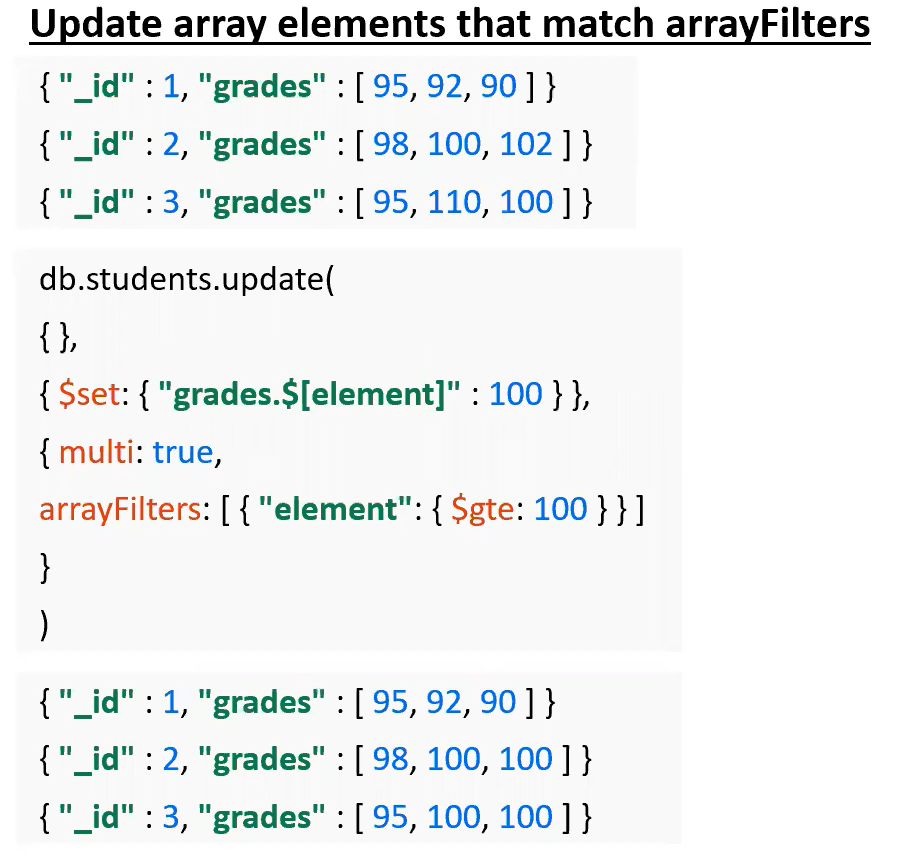 Update array elements that match arrayFilters
{ "_id" : 1, "grades" : [ 95, 92, 90 ] }
{ "_id" : 2, "grades" : [ 98, 100, 102 ] }
{ "_id" : 3, "grades" : [ 95, 110, 100 ] }
db.students.update(
{ },
{ $set: { "grades.$[element]" : 100 } },
{ multi: true,
arrayFilters: [ { "element": { $gte: 100 } } ]
}
)
{ "_id" : 1, "grades" : [ 95, 92, 90 ] }
{ "_id" : 2, "grades" : [ 98, 100, 100 ] }
{ "_id" : 3, "grades" : [ 95, 100, 100 ] }